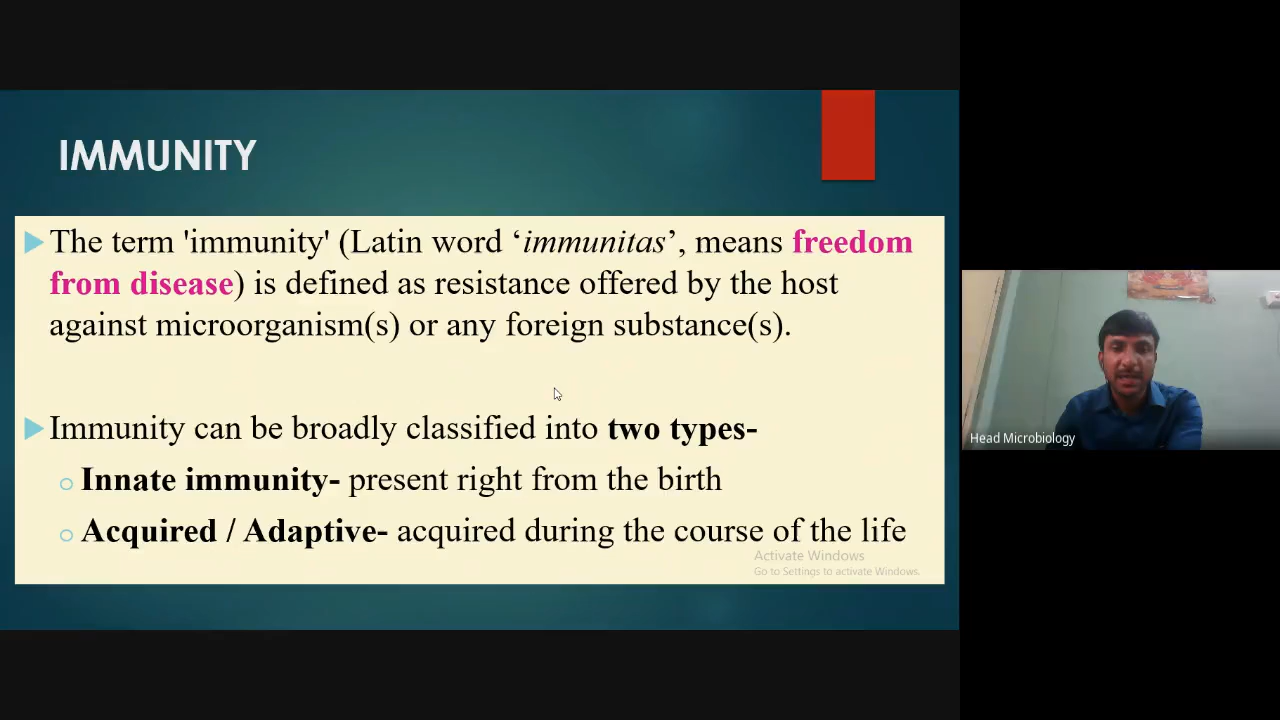 IMMUNITY
The term 'immunity' (Latin word ‘immunitas’, means freedom
from disease) is defined as resistance offered by the host
against microorganism(s) or any foreign substance(s).
Immunity can be broadly classified into two types-
Innate immunity- present right from the birth
Acquired / Adaptive- acquired during the course of the life
Activate Windows
Go to Settings to activate Windows.
Head Microbiology